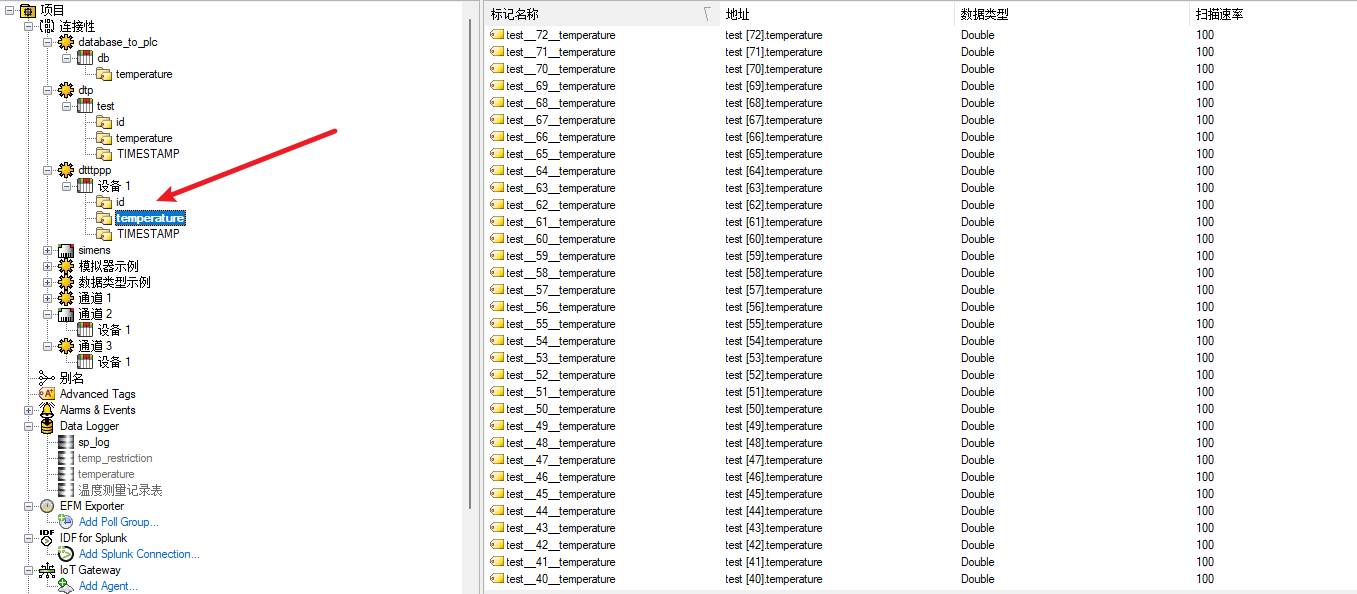 项目
连接性
database_to_plc
db
temperature
dtp
test
id
temperature
TIMESTAMP
dtttppp
设备 1
id
temperature
TIMESTAMP
simens
模拟器示例
数据类型示例
通道 1
通道 2
设备 1
通道 3
设备 1
别名
Advanced Tags
Alarms & Events
Data Logger
sp_log
temp_restriction
temperature
温度测量记录表
EFM Exporter
Add Poll Group...
IDF for Splunk
Add Splunk Connection...
IoT Gateway
Add Agent...
标记名称 地址 数据类型 扫描速率
test__72__temperature test [72].temperature Double 100
test__71__temperature test [71].temperature Double 100
test__70__temperature test [70].temperature Double 100
test__69__temperature test [69].temperature Double 100
test__68__temperature test [68].temperature Double 100
test__67__temperature test [67].temperature Double 100
test__66__temperature test [66].temperature Double 100
test__65__temperature test [65].temperature Double 100
test__64__temperature test [64].temperature Double 100
test__63__temperature test [63].temperature Double 100
test__62__temperature test [62].temperature Double 100
test__61__temperature test [61].temperature Double 100
test__60__temperature test [60].temperature Double 100
test__59__temperature test [59].temperature Double 100
test__58__temperature test [58].temperature Double 100
test__57__temperature test [57].temperature Double 100
test__56__temperature test [56].temperature Double 100
test__55__temperature test [55].temperature Double 100
test__54__temperature test [54].temperature Double 100
test__53__temperature test [53].temperature Double 100
test__52__temperature test [52].temperature Double 100
test__51__temperature test [51].temperature Double 100
test__50__temperature test [50].temperature Double 100
test__49__temperature test [49].temperature Double 100
test__48__temperature test [48].temperature Double 100
test__47__temperature test [47].temperature Double 100
test__46__temperature test [46].temperature Double 100
test__45__temperature test [45].temperature Double 100
test__44__temperature test [44].temperature Double 100
test__43__temperature test [43].temperature Double 100
test__42__temperature test [42].temperature Double 100
test__41__temperature test [41].temperature Double 100
test__40__temperature test [40].temperature Double 100